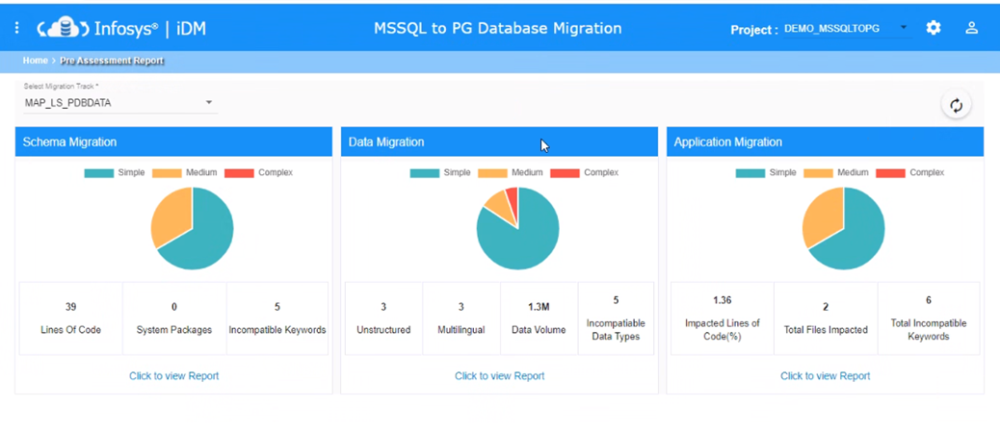 Infosys® | iDM
MSSQL to PG Database Migration
Project : DEMO_MSSQLTOPG
Home > Pre Assessment Report
Select Migration Track *
MAP_LS_PDBDATA
Schema Migration
Simple Medium Complex
39 0 5
Lines Of Code System Packages Incompatible Keywords
Click to view Report
Data Migration
Simple Medium Complex
3 3 1.3M 5
Unstructured Multilingual Data Volume Incompatiable
Data Types
Click to view Report
Application Migration
Simple Medium Complex
1.36 2 6
Impacted Lines of Total Files Impacted Total Incompatible
Code(%) Keywords
Click to view Report